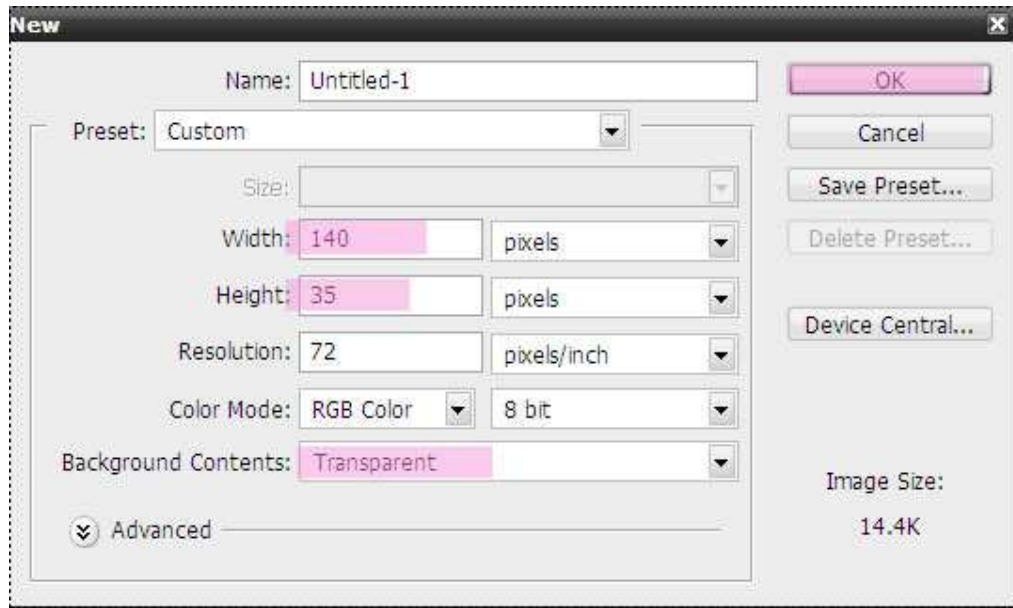 New
Name: Untitled-1
OK
Preset: Custom
Cancel
Size:
Save Preset...
Width: 140 pixels
Delete Preset...
Height: 35 pixels
Device Central...
Resolution: 72 pixels/inch
Color Mode: RGB Color 8 bit
Background Contents: Transparent
Image Size:
Advanced
14.4K